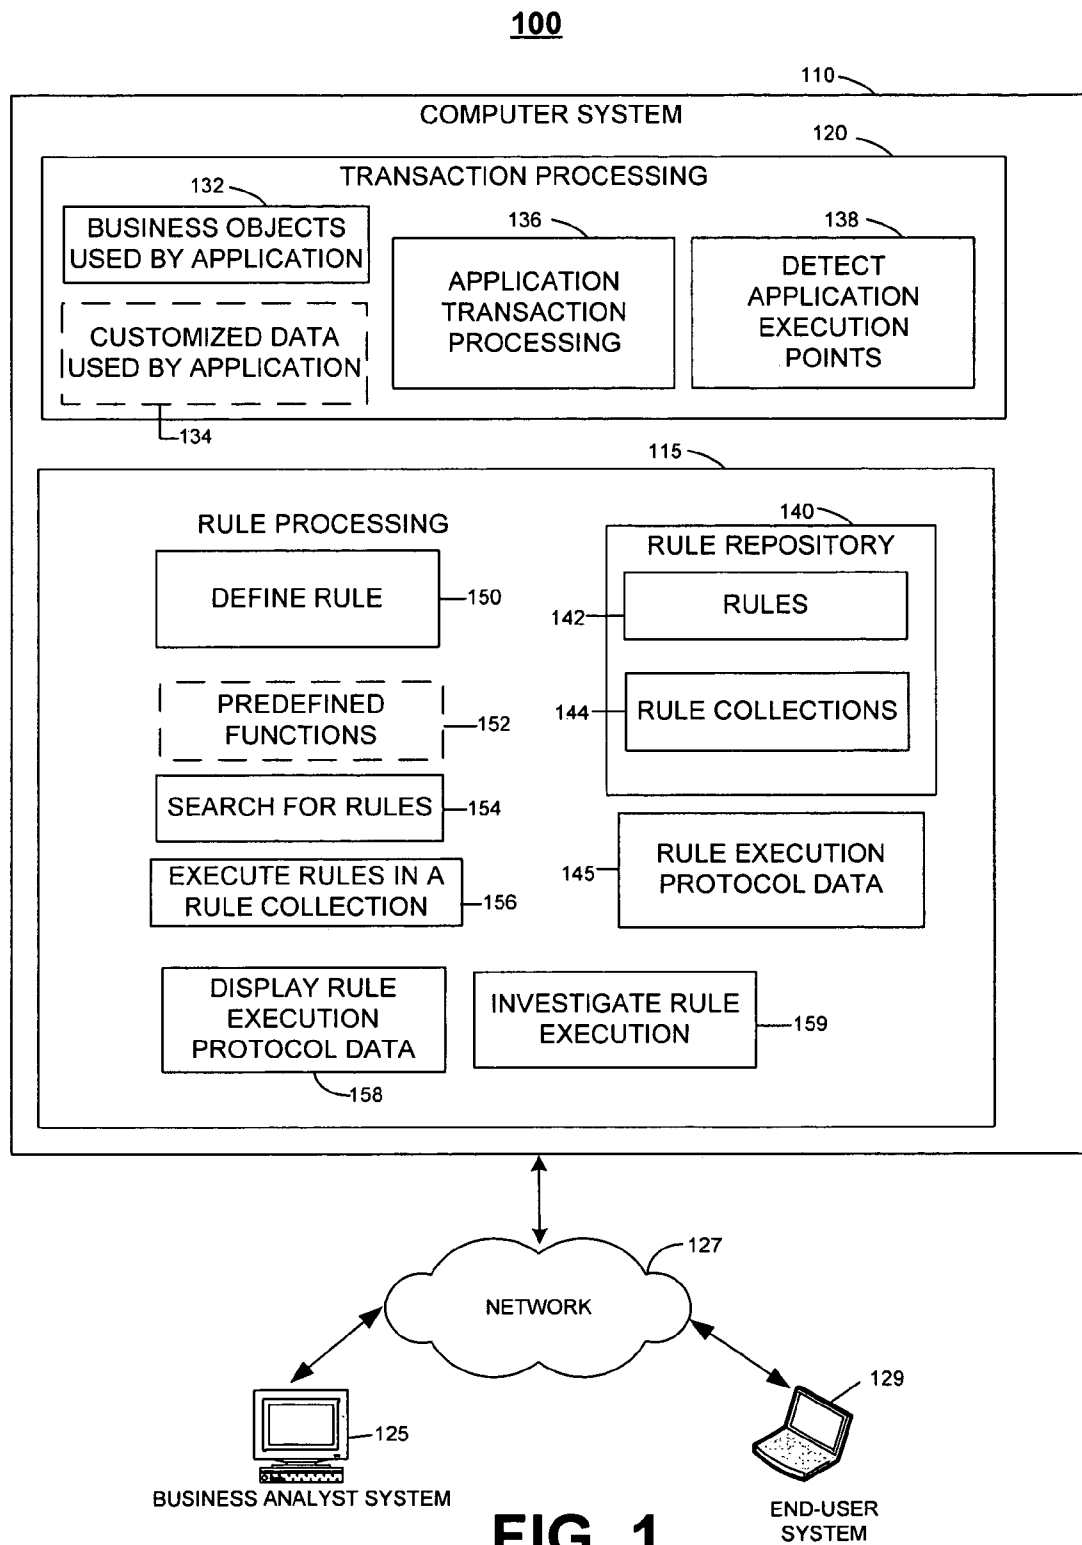 100
110
COMPUTER SYSTEM
120
TRANSACTION PROCESSING
132
BUSINESS OBJECTS
USED BY APPLICATION
CUSTOMIZED DATA
USED BY APPLICATION
134
136
APPLICATION
TRANSACTION
PROCESSING
138
DETECT
APPLICATION
EXECUTION
POINTS
115
RULE PROCESSING
DEFINE RULE
150
PREDEFINED
FUNCTIONS
152
SEARCH FOR RULES
154
EXECUTE RULES IN A
RULE COLLECTION
156
DISPLAY RULE
EXECUTION
PROTOCOL DATA
158
140
RULE REPOSITORY
RULES
142
RULE COLLECTIONS
144
RULE EXECUTION
PROTOCOL DATA
145
INVESTIGATE RULE
EXECUTION
159
127
NETWORK
125
BUSINESS ANALYST SYSTEM
129
END-USER
SYSTEM
FIG. 1